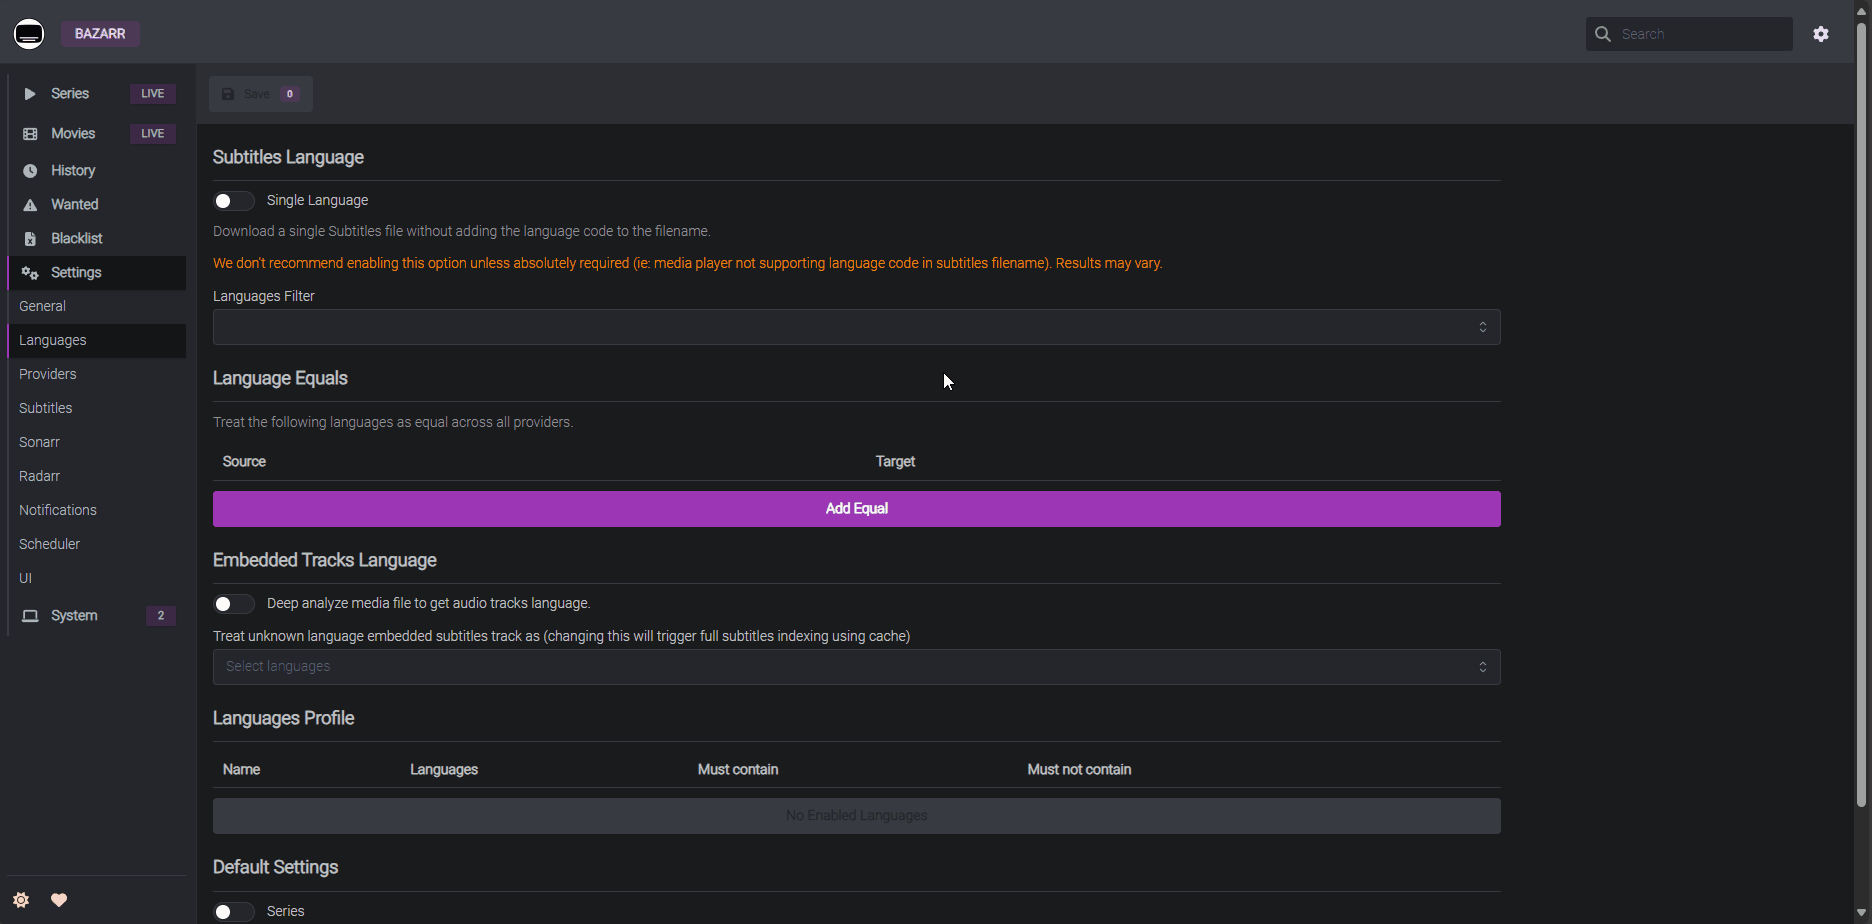 BAZARR
Search
Series LIVE
Movies LIVE
History
Wanted
Blacklist
Settings
General
Languages
Providers
Subtitles
Sonarr
Radarr
Notifications
Scheduler
UI
System 2
Save 0
Subtitles Language
Single Language
Download a single Subtitles file without adding the language code to the filename.
We don't recommend enabling this option unless absolutely required (ie: media player not supporting language code in subtitles filename). Results may vary.
Languages Filter
Language Equals
Treat the following languages as equal across all providers.
Source Target
Add Equal
Embedded Tracks Language
Deep analyze media file to get audio tracks language.
Treat unknown language embedded subtitles track as (changing this will trigger full subtitles indexing using cache)
Select languages
Languages Profile
Name Languages Must contain Must not contain
No Enabled Languages
Default Settings
Series